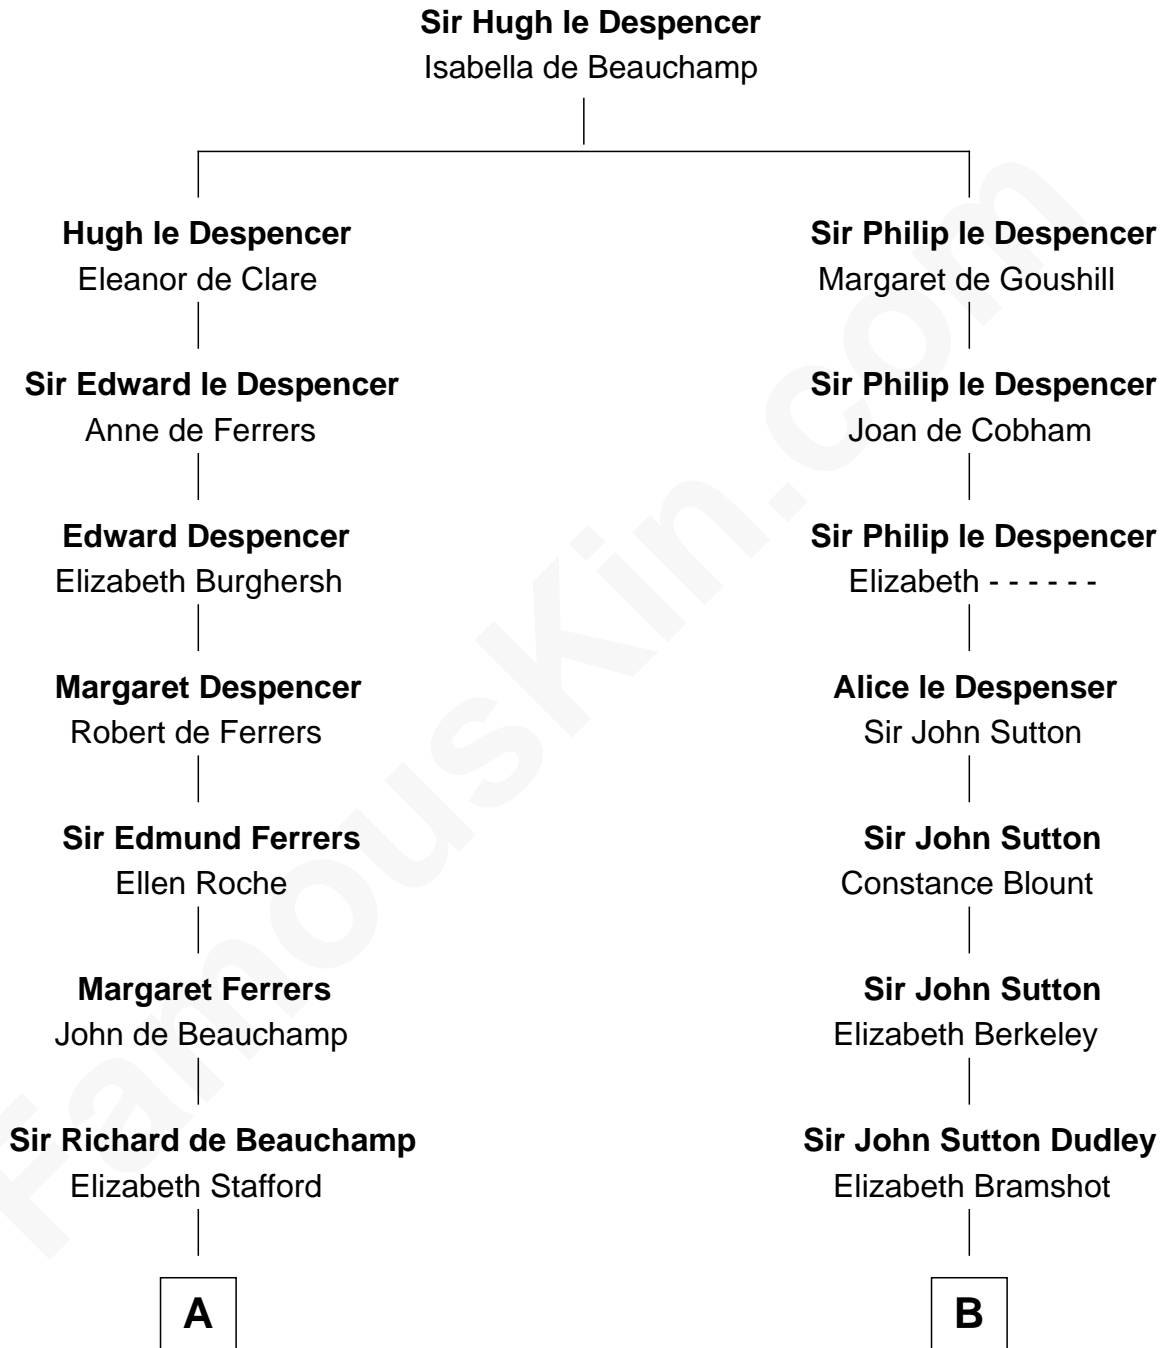 Sir Hugh le Despencer
Isabella de Beauchamp
Hugh le Despencer
Eleanor de Clare
Sir Philip le Despencer
Margaret de Goushill
Sir Edward le Despencer
Anne de Ferrers
Sir Philip le Despencer
Joan de Cobham
Edward Despencer
Elizabeth Burghersh
Sir Philip le Despencer
Elizabeth - - - - - -
Margaret Despencer
Robert de Ferrers
Alice le Despenser
Sir John Sutton
Sir Edmund Ferrers
Ellen Roche
Sir John Sutton
Constance Blount
Margaret Ferrers
John de Beauchamp
Sir John Sutton
Elizabeth Berkeley
Sir Richard de Beauchamp
Elizabeth Stafford
Sir John Sutton Dudley
Elizabeth Bramshot
A
B
FamousKin.com